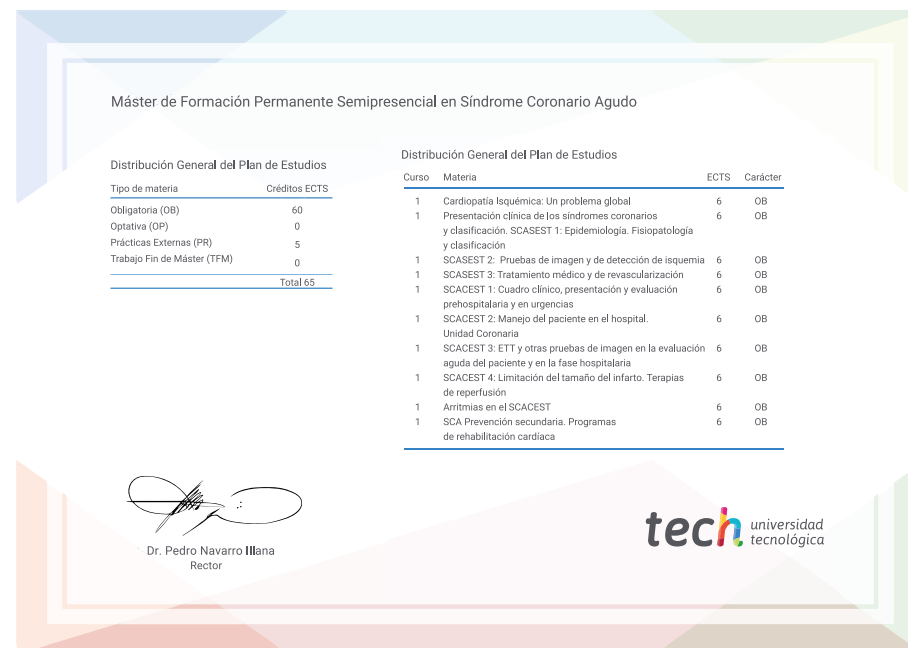 Máster de Formación Permanente Semipresencial en Síndrome Coronario Agudo
Distribución General del Plan de Estudios
Tipo de materia Créditos ECTS
Obligatoria (OB) 60
Optativa (OP) 0
Prácticas Externas (PR) 5
Trabajo Fin de Máster (TFM) 0
Total 65
Distribución General del Plan de Estudios
Curso Materia ECTS Carácter
1 Cardiopatía Isquémica: Un problema global 6 OB
1 Presentación clínica de los síndromes coronarios 6 OB
y clasificación. SCASEST 1: Epidemiología. Fisiopatología
y clasificación
1 SCASEST 2: Pruebas de imagen y de detección de isquemia 6 OB
1 SCASEST 3: Tratamiento médico y de revascularización 6 OB
1 SCACEST 1: Cuadro clínico, presentación y evaluación 6 OB
prehospitalaria y en urgencias
1 SCACEST 2: Manejo del paciente en el hospital. 6 OB
Unidad Coronaria
1 SCACEST 3: ETT y otras pruebas de imagen en la evaluación 6 OB
aguda del paciente y en la fase hospitalaria
1 SCACEST 4: Limitación del tamaño del infarto. Terapias 6 OB
de reperfusión
1 Arritmias en el SCACEST 6 OB
1 SCA Prevención secundaria. Programas 6 OB
de rehabilitación cardíaca
Dr. Pedro Navarro Illana
Rector
tech universidad
tecnológica